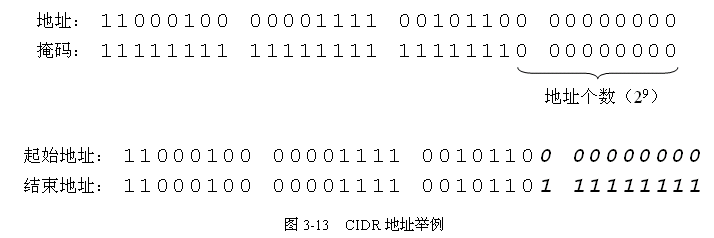 地址：11000100 00001111 00101100 00000000
掩码：11111111 11111111 11111110 00000000
地址个数（2⁹）
起始地址：11000100 00001111 00101100 00000000
结束地址：11000100 00001111 00101101 11111111
图 3-13 CIDR 地址举例